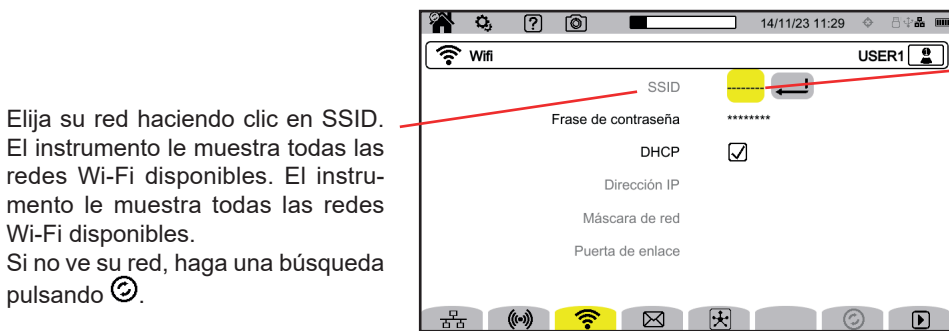 14/11/23 11:29
Wifi USER1
SSID --------
Frase de contraseña ********
DHCP
Dirección IP
Máscara de red
Puerta de enlace
Elija su red haciendo clic en SSID.
El instrumento le muestra todas las
redes Wi-Fi disponibles. El instru-
mento le muestra todas las redes
Wi-Fi disponibles.
Si no ve su red, haga una búsqueda
pulsando .